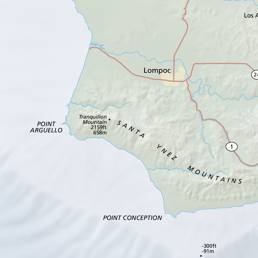 Los A
Lompoc
Tranquillon
Mountain
2159ft
658m
POINT
ARGUELLO
SANTA YNEZ MOUNTAINS
1
POINT CONCEPTION
-300ft
-91m